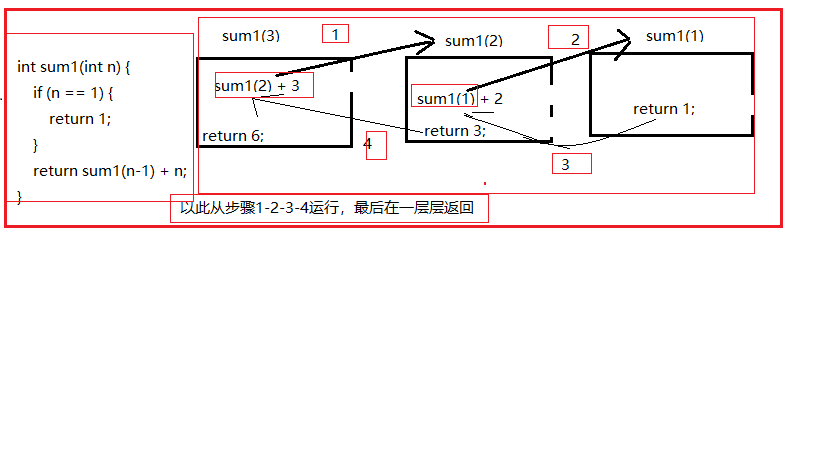 int sum1(int n) {
if (n == 1) {
return 1;
}
return sum1(n-1) + n;
}
sum1(3)
1
sum1(2)
2
sum1(1)
sum1(2) + 3
return 6;
4
sum1(1) + 2
return 3;
3
return 1;
以此从步骤1-2-3-4运行，最后在一层层返回